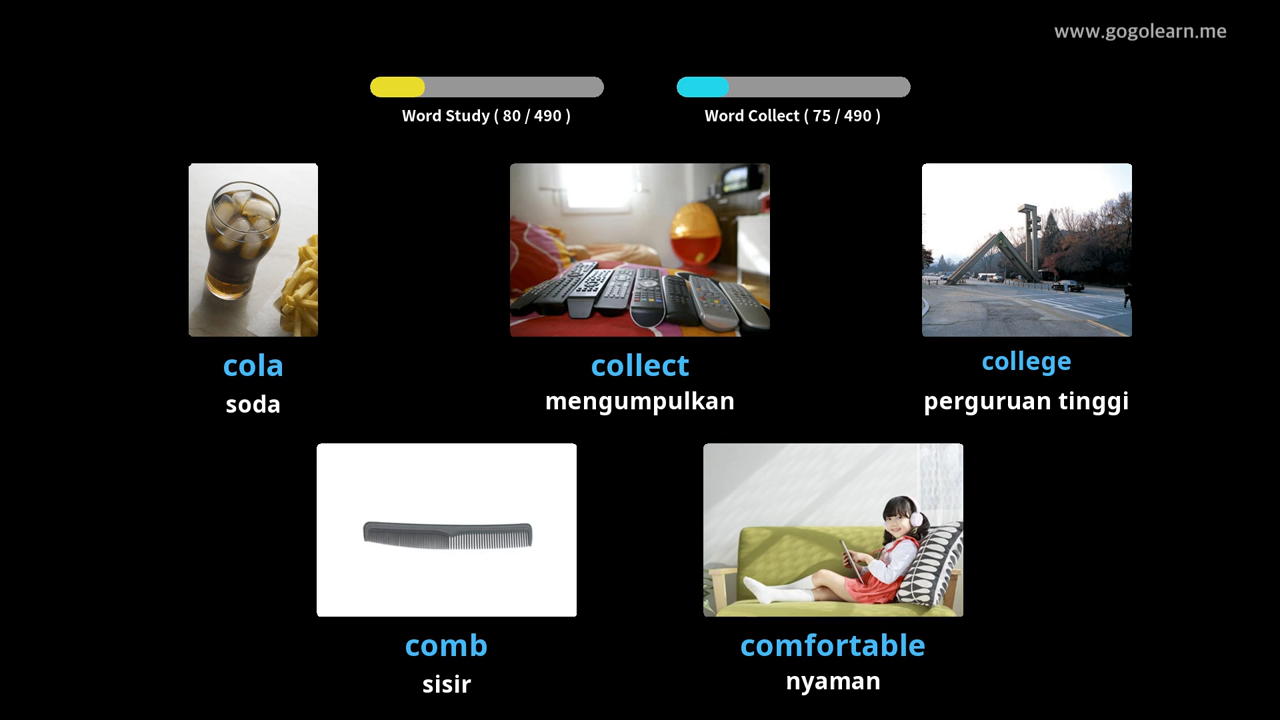 www.gogolearn.me
Word Study ( 80 / 490 )
Word Collect ( 75 / 490 )
cola
soda
collect
mengumpulkan
college
perguruan tinggi
comb
sisir
comfortable
nyaman